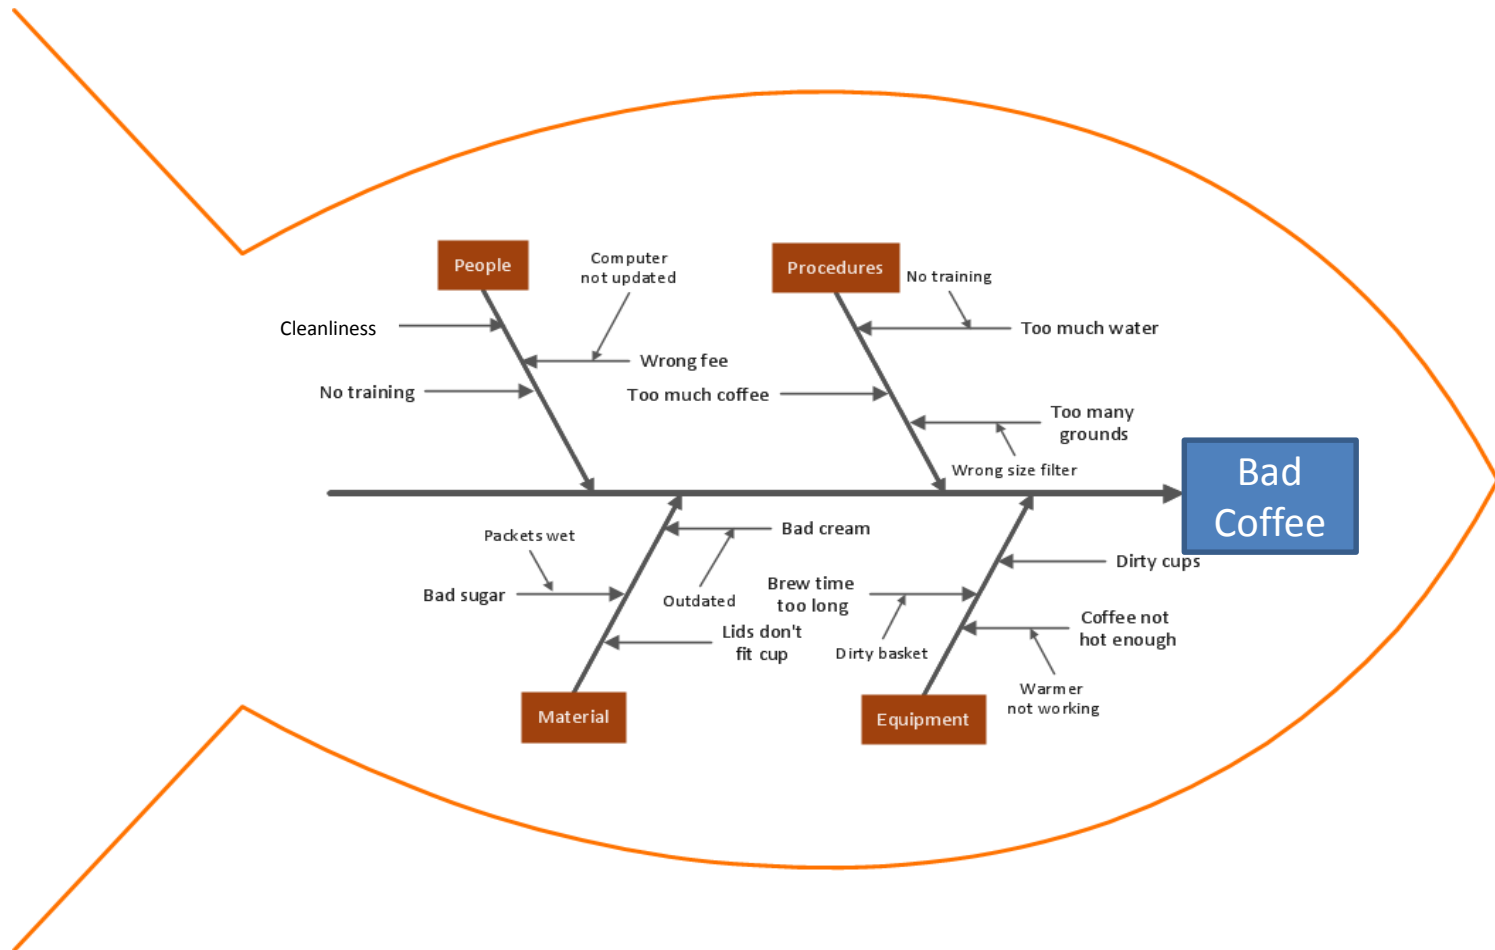 People
Computer
not updated
Cleanliness
Wrong fee
No training
Procedures
No training
Too much water
Too much coffee
Too many
grounds
Wrong size filter
Bad
Coffee
Packets wet
Bad cream
Bad sugar
Outdated
Lids don't
fit cup
Material
Dirty cups
Brew time
too long
Coffee not
hot enough
Dirty basket
Warmer
not working
Equipment